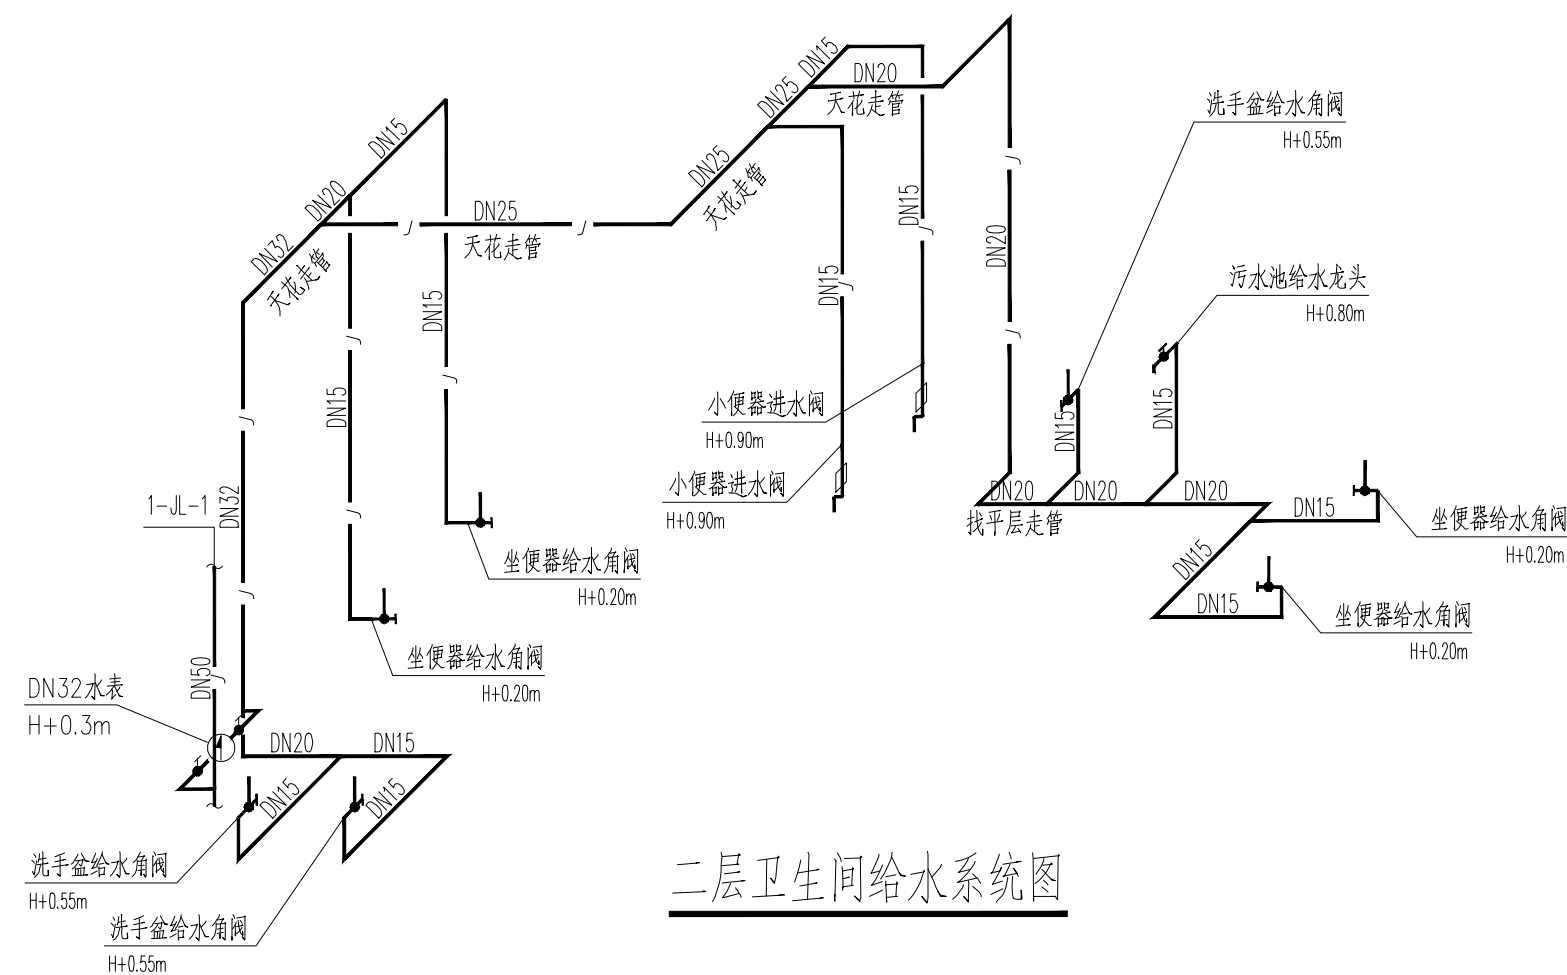 DN15
DN20
天花走管
DN25
DN25
天花走管
DN15
DN20
DN32
天花走管
DN25
天花走管
DN15
DN15
DN15
DN15
DN20
洗手盆给水角阀
H+0.55m
污水池给水龙头
H+0.80m
DN15
DN15
小便器进水阀
H+0.90m
小便器进水阀
H+0.90m
DN20
DN20
DN20
找平层走管
DN15
坐便器给水角阀
H+0.20m
DN15
DN15
坐便器给水角阀
H+0.20m
1-JL-1
DN32
DN15
坐便器给水角阀
H+0.20m
坐便器给水角阀
H+0.20m
DN50
DN32水表
H+0.3m
DN20
DN15
DN15
DN15
洗手盆给水角阀
H+0.55m
洗手盆给水角阀
H+0.55m
二层卫生间给水系统图